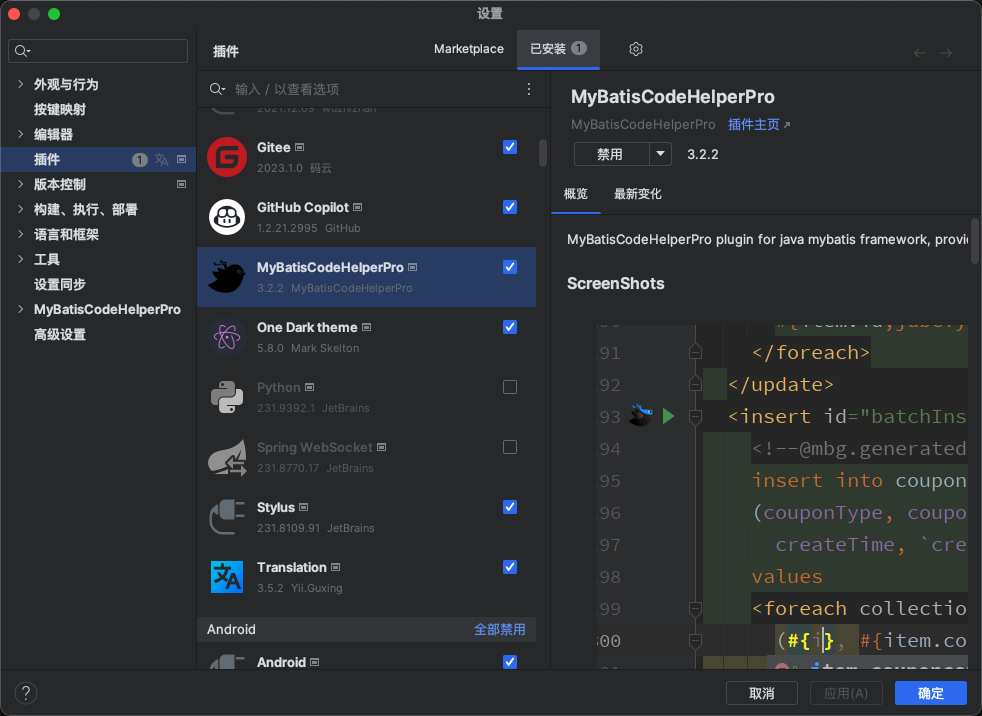 设置
插件
Marketplace
已安装 1
外观与行为
按键映射
编辑器
插件 1
版本控制
构建、执行、部署
语言和框架
工具
设置同步
MyBatisCodeHelperPro
高级设置
输入 / 以查看选项
2021.12.09 wuzhizhan
Gitee
2023.1.0 码云
GitHub Copilot
1.2.21.2995 GitHub
MyBatisCodeHelperPro
3.2.2 MyBatisCodeHelperPro
One Dark theme
5.8.0 Mark Skelton
Python
231.9392.1 JetBrains
Spring WebSocket
231.8770.17 JetBrains
Stylus
231.8109.91 JetBrains
Translation
3.5.2 Yii.Guxing
Android
全部禁用
Android
MyBatisCodeHelperPro
MyBatisCodeHelperPro 插件主页
禁用 3.2.2
概览 最新变化
MyBatisCodeHelperPro plugin for java mybatis framework, provi
ScreenShots
91 </foreach>
92 </update>
93 <insert id="batchIns
94 <!--@mbg.generated
95 insert into coupon
96 (couponType, coupo
97 createTime, `cre
98 values
99 <foreach collectio
300 (#{i}, #{item.co
?
取消
应用(A)
确定